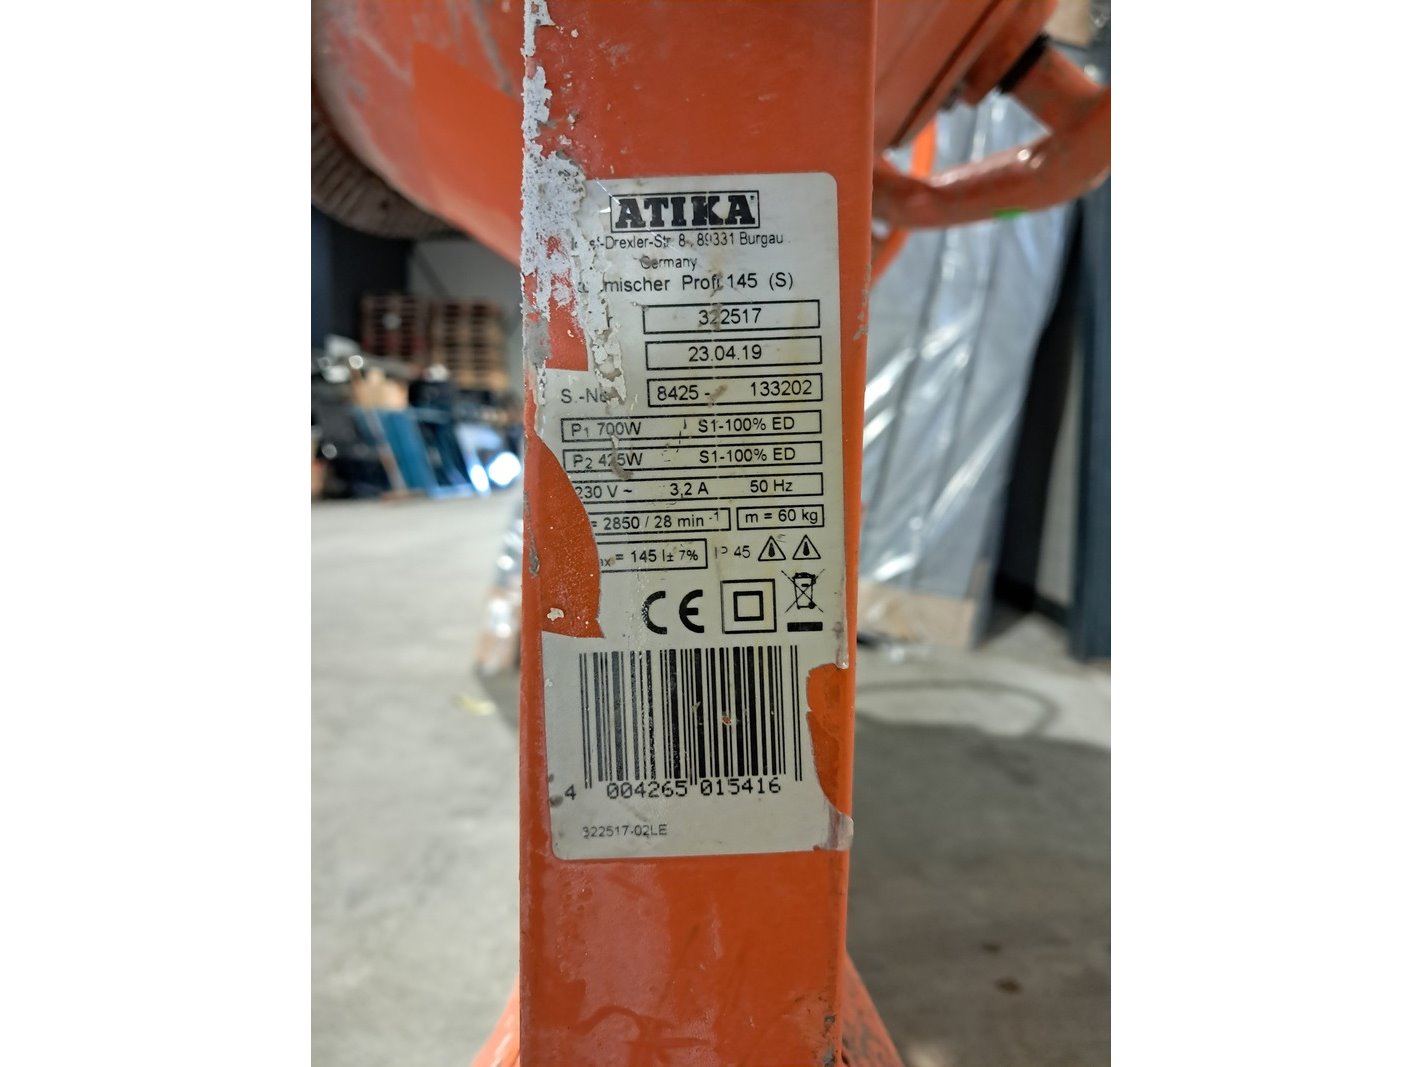 ATIKA
-Drexler-Str. 8 89331 Burgau
Germany
mischer Profi 145 (S)
322517
23.04.19
S.-No 8425 - 133202
P1 700W S1-100% ED
P2 425W S1-100% ED
230 V ~ 3,2 A 50 Hz
= 2850 / 28 min -1 m = 60 kg
= 145 l ± 7% IP 45
CE
4 004265 015416
322517-02LE